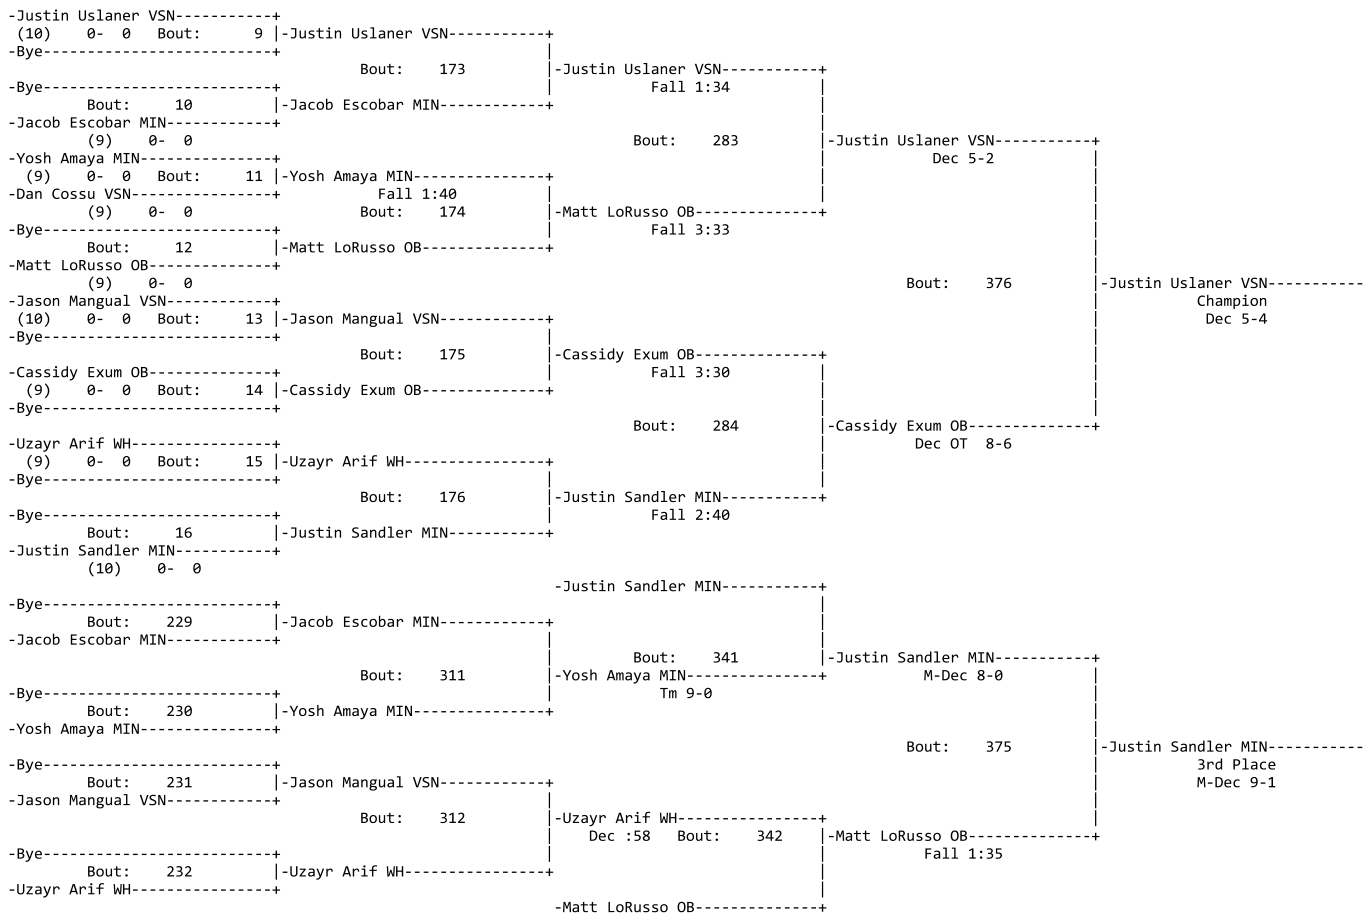 -Justin Uslaner VSN-----------+
(10) 0- 0 Bout: 9 |-Justin Uslaner VSN-----------+
-Bye--------------------------+ |
Bout: 173 |-Justin Uslaner VSN-----------+
-Bye--------------------------+ | Fall 1:34 |
Bout: 10 |-Jacob Escobar MIN------------+ |
-Jacob Escobar MIN------------+ |
(9) 0- 0 Bout: 283 |-Justin Uslaner VSN-----------+
-Yosh Amaya MIN---------------+ | Dec 5-2 |
(9) 0- 0 Bout: 11 |-Yosh Amaya MIN---------------+ | |
-Dan Cossu VSN----------------+ Fall 1:40 | | |
(9) 0- 0 Bout: 174 |-Matt LoRusso OB--------------+ |
-Bye--------------------------+ | Fall 3:33 |
Bout: 12 |-Matt LoRusso OB--------------+ |
-Matt LoRusso OB--------------+ |
(9) 0- 0 Bout: 376 |-Justin Uslaner VSN-----------
-Jason Mangual VSN------------+ | Champion
(10) 0- 0 Bout: 13 |-Jason Mangual VSN------------+ | Dec 5-4
-Bye--------------------------+ | |
Bout: 175 |-Cassidy Exum OB--------------+ |
-Cassidy Exum OB--------------+ | Fall 3:30 | |
(9) 0- 0 Bout: 14 |-Cassidy Exum OB--------------+ | |
-Bye--------------------------+ | |
Bout: 284 |-Cassidy Exum OB--------------+
-Uzayr Arif WH----------------+ | Dec OT 8-6
(9) 0- 0 Bout: 15 |-Uzayr Arif WH----------------+ |
-Bye--------------------------+ | |
Bout: 176 |-Justin Sandler MIN-----------+
-Bye--------------------------+ | Fall 2:40
Bout: 16 |-Justin Sandler MIN-----------+
-Justin Sandler MIN-----------+
(10) 0- 0
-Justin Sandler MIN-----------+
-Bye--------------------------+ |
Bout: 229 |-Jacob Escobar MIN------------+ |
-Jacob Escobar MIN------------+ | |
Bout: 341 |-Justin Sandler MIN-----------+
Bout: 311 |-Yosh Amaya MIN---------------+ M-Dec 8-0 |
-Bye--------------------------+ | Tm 9-0 |
Bout: 230 |-Yosh Amaya MIN---------------+ |
-Yosh Amaya MIN---------------+ |
Bout: 375 |-Justin Sandler MIN-----------
-Bye--------------------------+ | 3rd Place
Bout: 231 |-Jason Mangual VSN------------+ | M-Dec 9-1
-Jason Mangual VSN------------+ | |
Bout: 312 |-Uzayr Arif WH----------------+ |
| Dec :58 Bout: 342 |-Matt LoRusso OB--------------+
-Bye--------------------------+ | | Fall 1:35
Bout: 232 |-Uzayr Arif WH----------------+ |
-Uzayr Arif WH----------------+ |
-Matt LoRusso OB--------------+